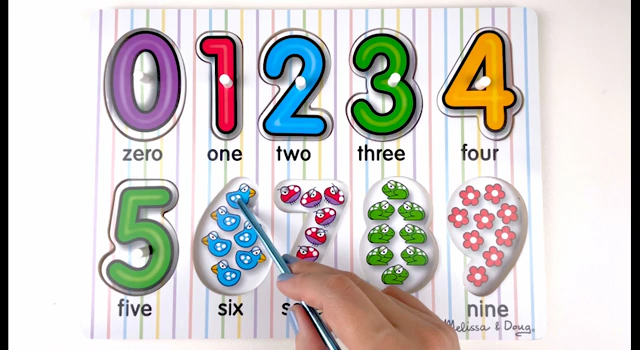 0 1 2 3 4
zero one two three four
5
five six nine
Melissa & Doug